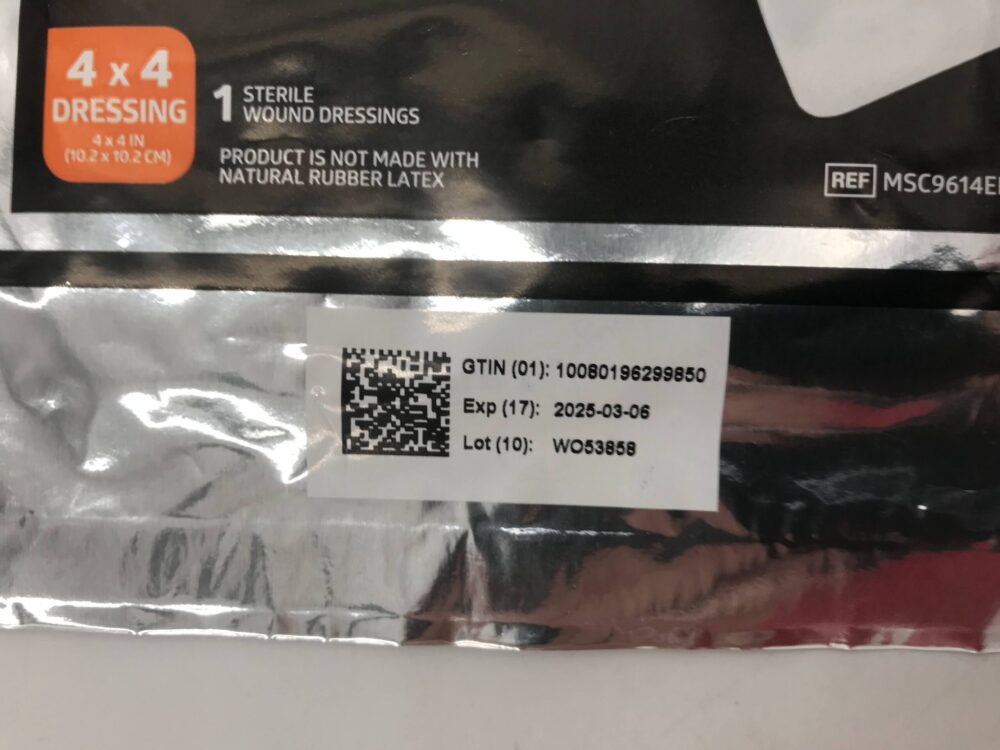 4 x 4
DRESSING
4 x 4 IN
(10.2 x 10.2 CM)
1 STERILE
WOUND DRESSINGS
PRODUCT IS NOT MADE WITH
NATURAL RUBBER LATEX
REF MSC9614E
GTIN (01): 10080196299850
Exp (17): 2025-03-06
Lot (10): WO53858